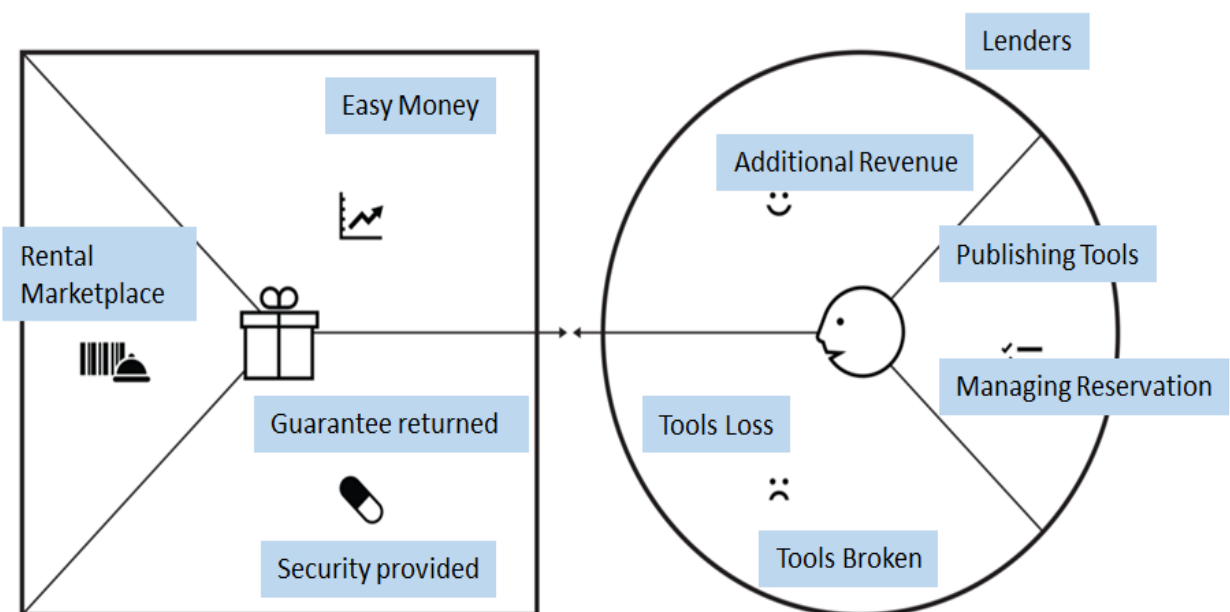 Lenders
Easy Money
Additional Revenue
Rental
Marketplace
Publishing Tools
Managing Reservation
Guarantee returned
Tools Loss
Security provided
Tools Broken